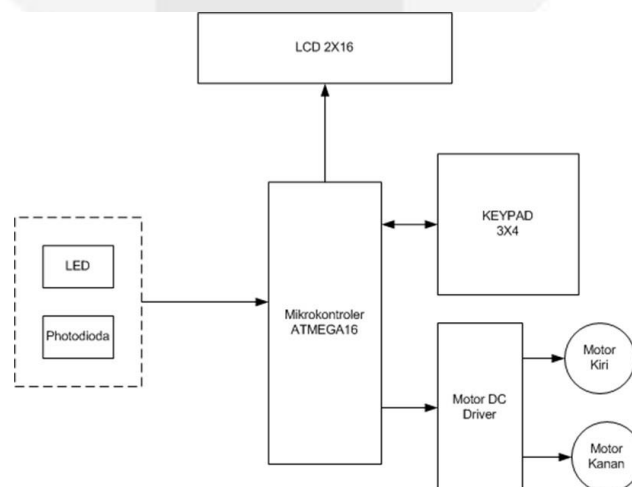 LCD 2X16
KEYPAD
3X4
LED
Photodioda
Mikrokontroler
ATMEGA16
Motor DC
Driver
Motor
Kiri
Motor
Kanan